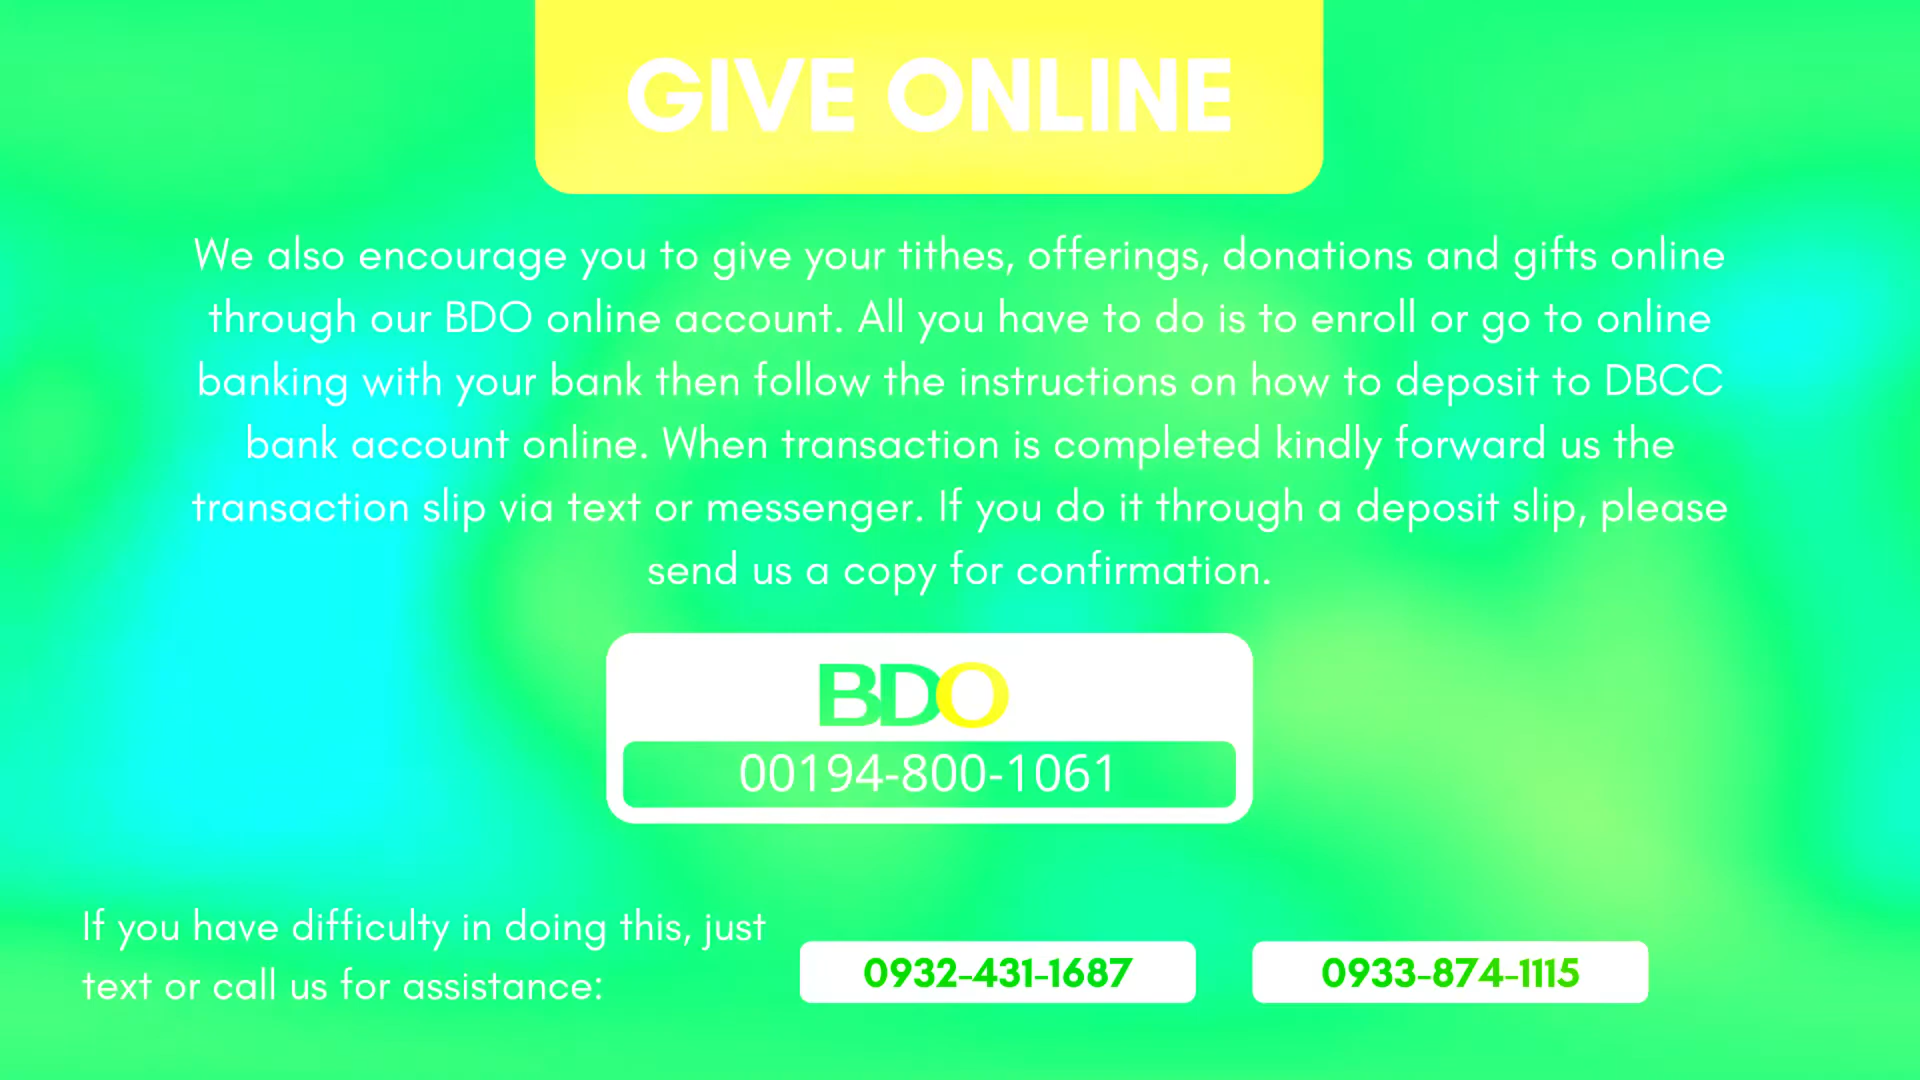 GIVE ONLINE
We also encourage you to give your tithes, offerings, donations and gifts online
through our BDO online account. All you have to do is to enroll or go to online
banking with your bank then follow the instructions on how to deposit to DBCC
bank account online. When transaction is completed kindly forward us the
transaction slip via text or messenger. If you do it through a deposit slip, please
send us a copy for confirmation.
BDO
00194-800-1061
If you have difficulty in doing this, just
text or call us for assistance:
0932-431-1687
0933-874-1115